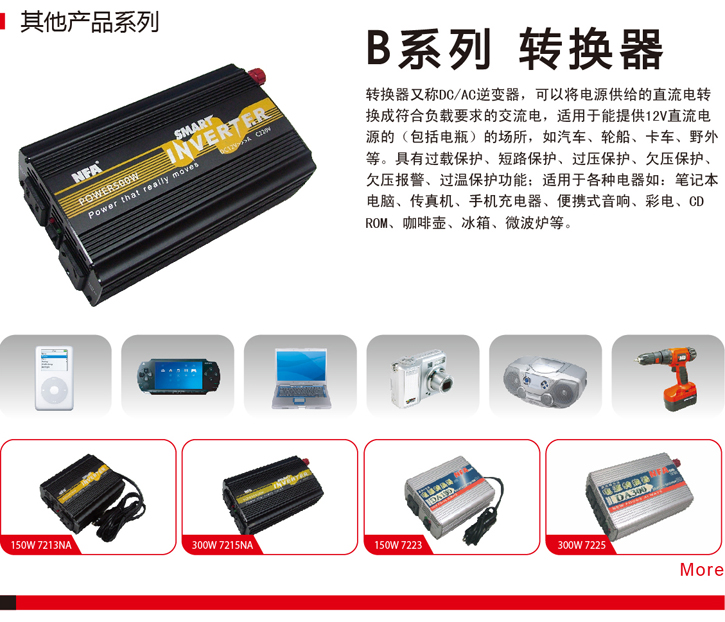 其他产品系列
B系列 转换器
转换器又称DC/AC逆变器，可以将电源供给的直流电转
换成符合负载要求的交流电，适用于能提供12V直流电
源的（包括电瓶）的场所，如汽车、轮船、卡车、野外
等。具有过载保护、短路保护、过压保护、欠压保护、
欠压报警、过温保护功能；适用于各种电器如：笔记本
电脑、传真机、手机充电器、便携式音响、彩电、CD
ROM、咖啡壶、冰箱、微波炉等。
SMART
INVERTER
NFA
POWER500W
Power that really moves
150W 7213NA
300W 7215NA
150W 7223
300W 7225
More